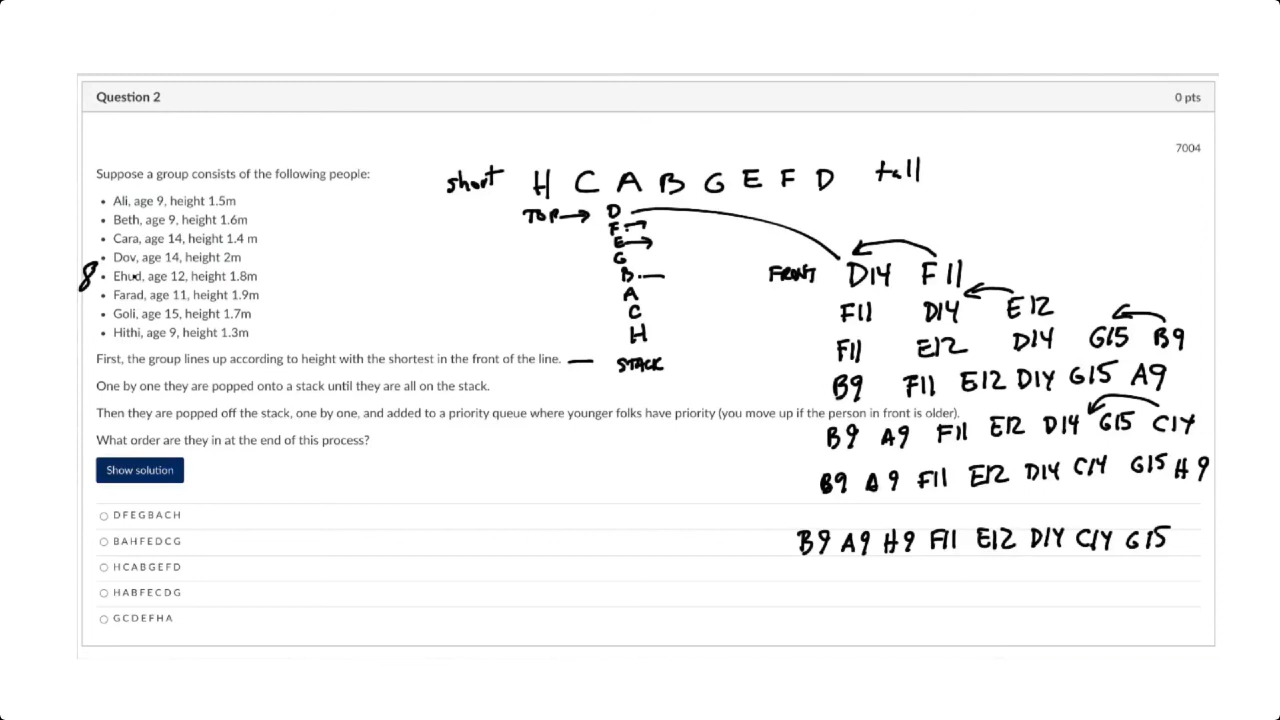 Question 2
0 pts
7004
Suppose a group consists of the following people:
short H C A B G E F D tall
• Ali, age 9, height 1.5m
TOP → D
• Beth, age 9, height 1.6m
F
• Cara, age 14, height 1.4 m
E
• Dov, age 14, height 2m
G
8
• Ehud, age 12, height 1.8m
B
FRONT D14 F11
• Farad, age 11, height 1.9m
A
• Goli, age 15, height 1.7m
C
F11 D14 E12
• Hithi, age 9, height 1.3m
H
F11 E12 D14 G15 B9
First, the group lines up according to height with the shortest in the front of the line.
STACK
One by one they are popped onto a stack until they are all on the stack.
B9 F11 E12 D14 G15 A9
Then they are popped off the stack, one by one, and added to a priority queue where younger folks have priority (you move up if the person in front is older).
B9 A9 F11 E12 D14 G15 C14
What order are they in at the end of this process?
Show solution
B9 A9 F11 E12 D14 C14 G15 H9
D F E G B A C H
B A H F E D C G
B9 A9 H9 F11 E12 D14 C14 G15
H C A B G E F D
H A B F E C D G
G C D E F H A